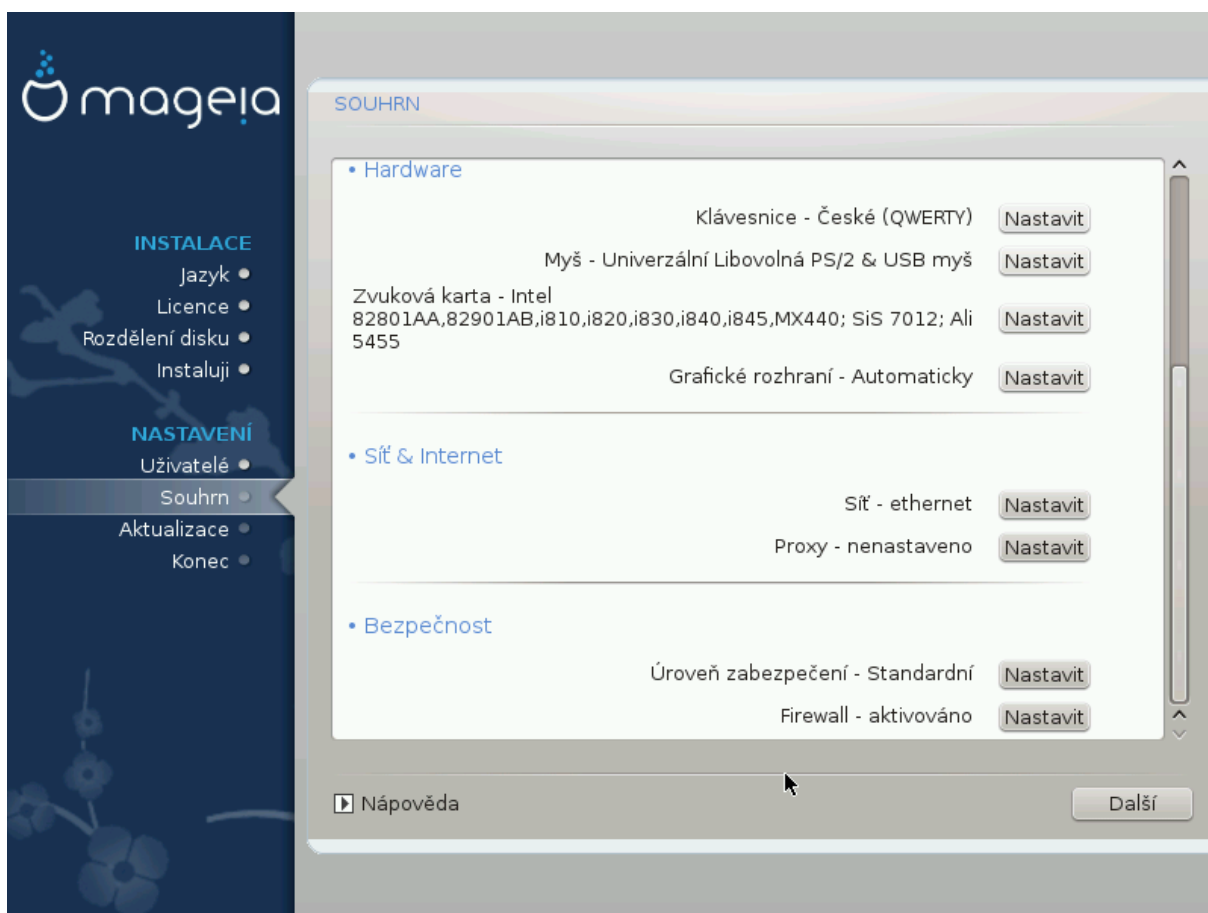 mageia
INSTALACE
Jazyk
Licence
Rozdělení disku
Instaluji
NASTAVENÍ
Uživatelé
Souhrn
Aktualizace
Konec
SOUHRN
• Hardware
Klávesnice - České (QWERTY) Nastavit
Myš - Univerzální Libovolná PS/2 & USB myš Nastavit
Zvuková karta - Intel
82801AA,82901AB,i810,i820,i830,i840,i845,MX440; SiS 7012; Ali
5455 Nastavit
Grafické rozhraní - Automaticky Nastavit
• Síť & Internet
Síť - ethernet Nastavit
Proxy - nenastaveno Nastavit
• Bezpečnost
Úroveň zabezpečení - Standardní Nastavit
Firewall - aktivováno Nastavit
Nápověda
Další